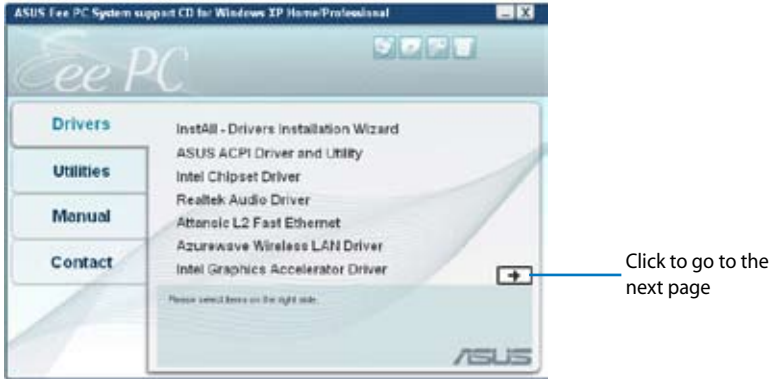 ASUS Eee PC System support CD for Windows XP Home/Professional
Eee PC
Drivers
Utilities
Manual
Contact
InstAll - Drivers Installation Wizard
ASUS ACPI Driver and Utility
Intel Chipset Driver
Realtek Audio Driver
Attansic L2 Fast Ethernet
Azurewave Wireless LAN Driver
Intel Graphics Accelerator Driver
Please select items on the right side.
ASUS
Click to go to the
next page